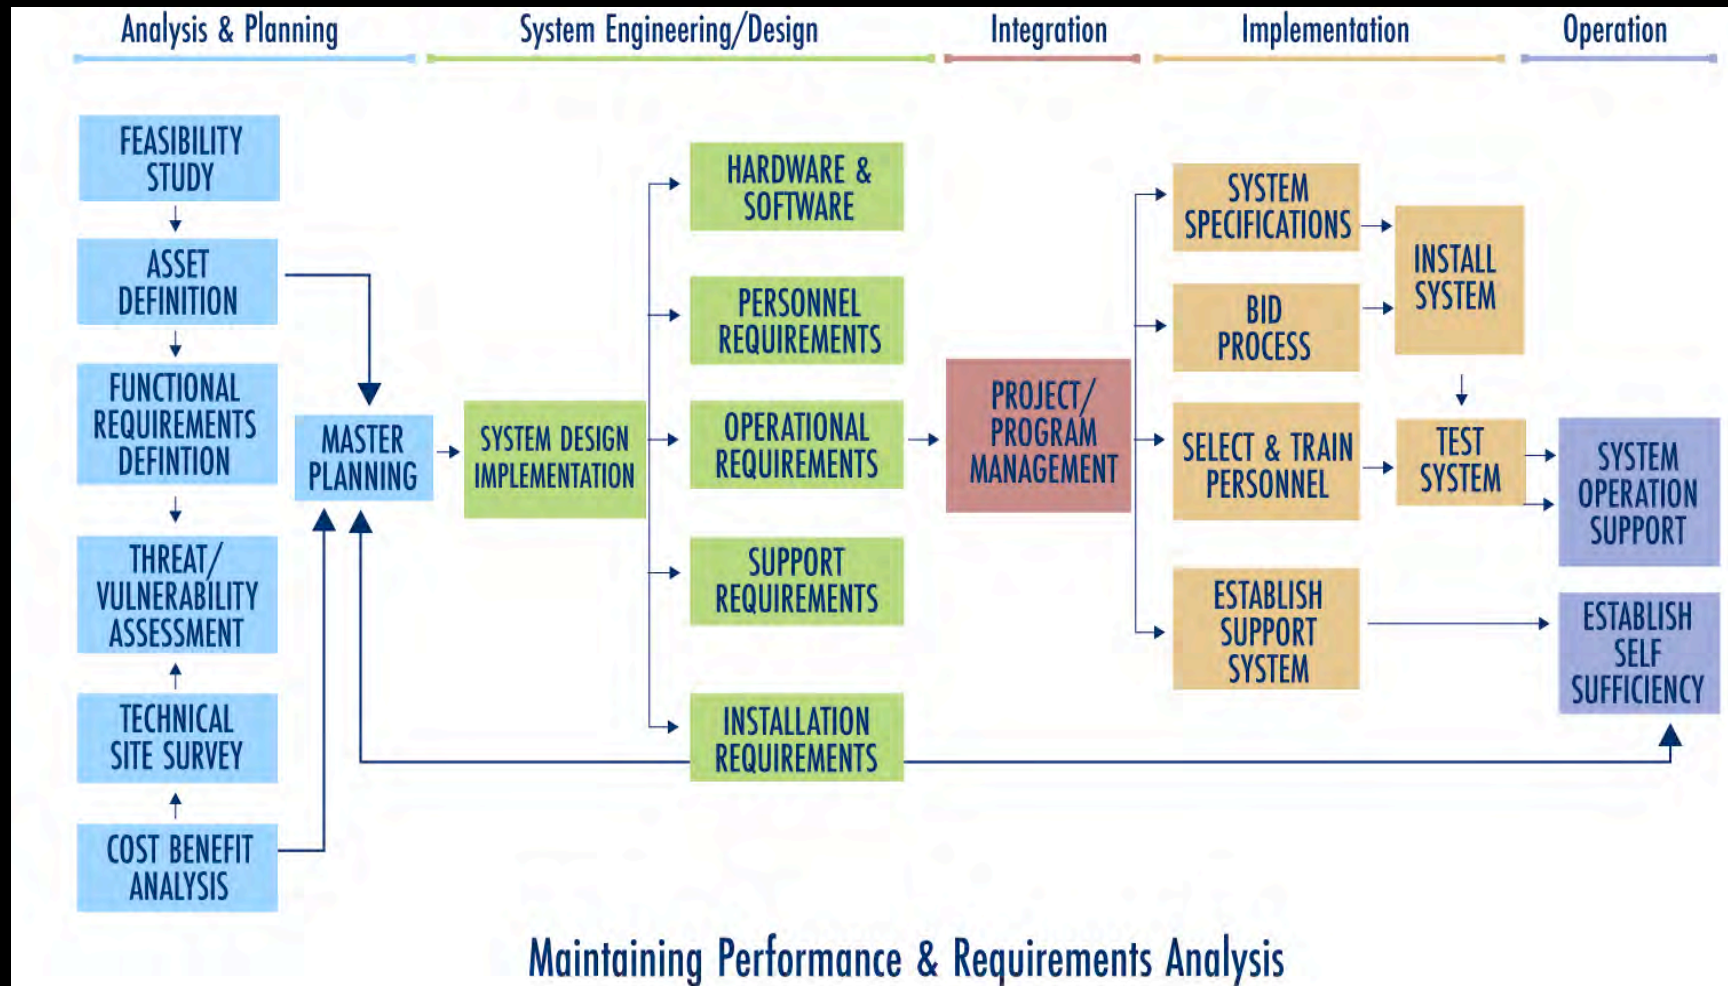 Analysis & Planning
System Engineering/Design
Integration
Implementation
Operation
FEASIBILITY
STUDY
ASSET
DEFINITION
FUNCTIONAL
REQUIREMENTS
DEFINTION
THREAT/
VULNERABILITY
ASSESSMENT
TECHNICAL
SITE SURVEY
COST BENEFIT
ANALYSIS
MASTER
PLANNING
SYSTEM DESIGN
IMPLEMENTATION
HARDWARE &
SOFTWARE
PERSONNEL
REQUIREMENTS
OPERATIONAL
REQUIREMENTS
SUPPORT
REQUIREMENTS
INSTALLATION
REQUIREMENTS
PROJECT/
PROGRAM
MANAGEMENT
SYSTEM
SPECIFICATIONS
BID
PROCESS
SELECT & TRAIN
PERSONNEL
ESTABLISH
SUPPORT
SYSTEM
INSTALL
SYSTEM
TEST
SYSTEM
SYSTEM
OPERATION
SUPPORT
ESTABLISH
SELF
SUFFICIENCY
Maintaining Performance & Requirements Analysis